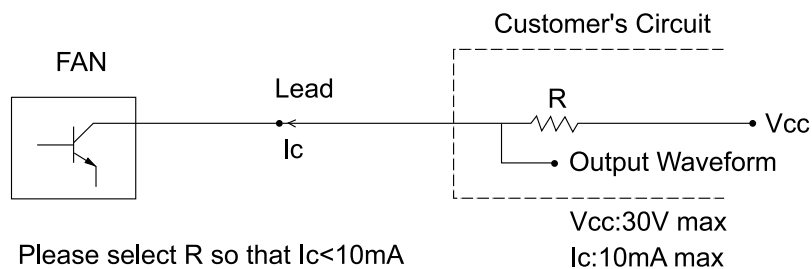 Customer's Circuit
FAN
Lead
R
Vcc
Ic
Output Waveform
Vcc:30V max
Please select R so that Ic<10mA
Ic:10mA max